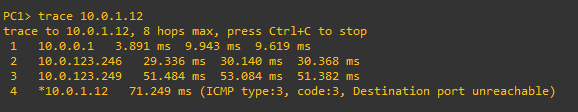 PC1> trace 10.0.1.12
trace to 10.0.1.12, 8 hops max, press Ctrl+C to stop
 1   10.0.0.1   3.891 ms  9.943 ms  9.619 ms
 2   10.0.123.246   29.336 ms  30.140 ms  30.368 ms
 3   10.0.123.249   51.484 ms  53.084 ms  51.382 ms
 4   *10.0.1.12   71.249 ms (ICMP type:3, code:3, Destination port unreachable)